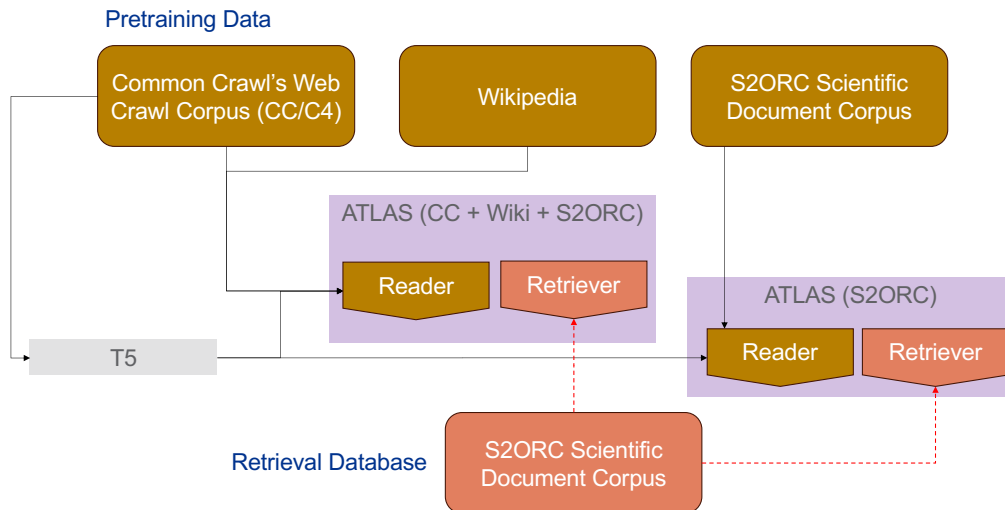 Pretraining Data
Common Crawl’s Web
Crawl Corpus (CC/C4)
Wikipedia
S2ORC Scientific
Document Corpus
ATLAS (CC + Wiki + S2ORC)
Reader
Retriever
ATLAS (S2ORC)
Reader
Retriever
T5
Retrieval Database
S2ORC Scientific
Document Corpus